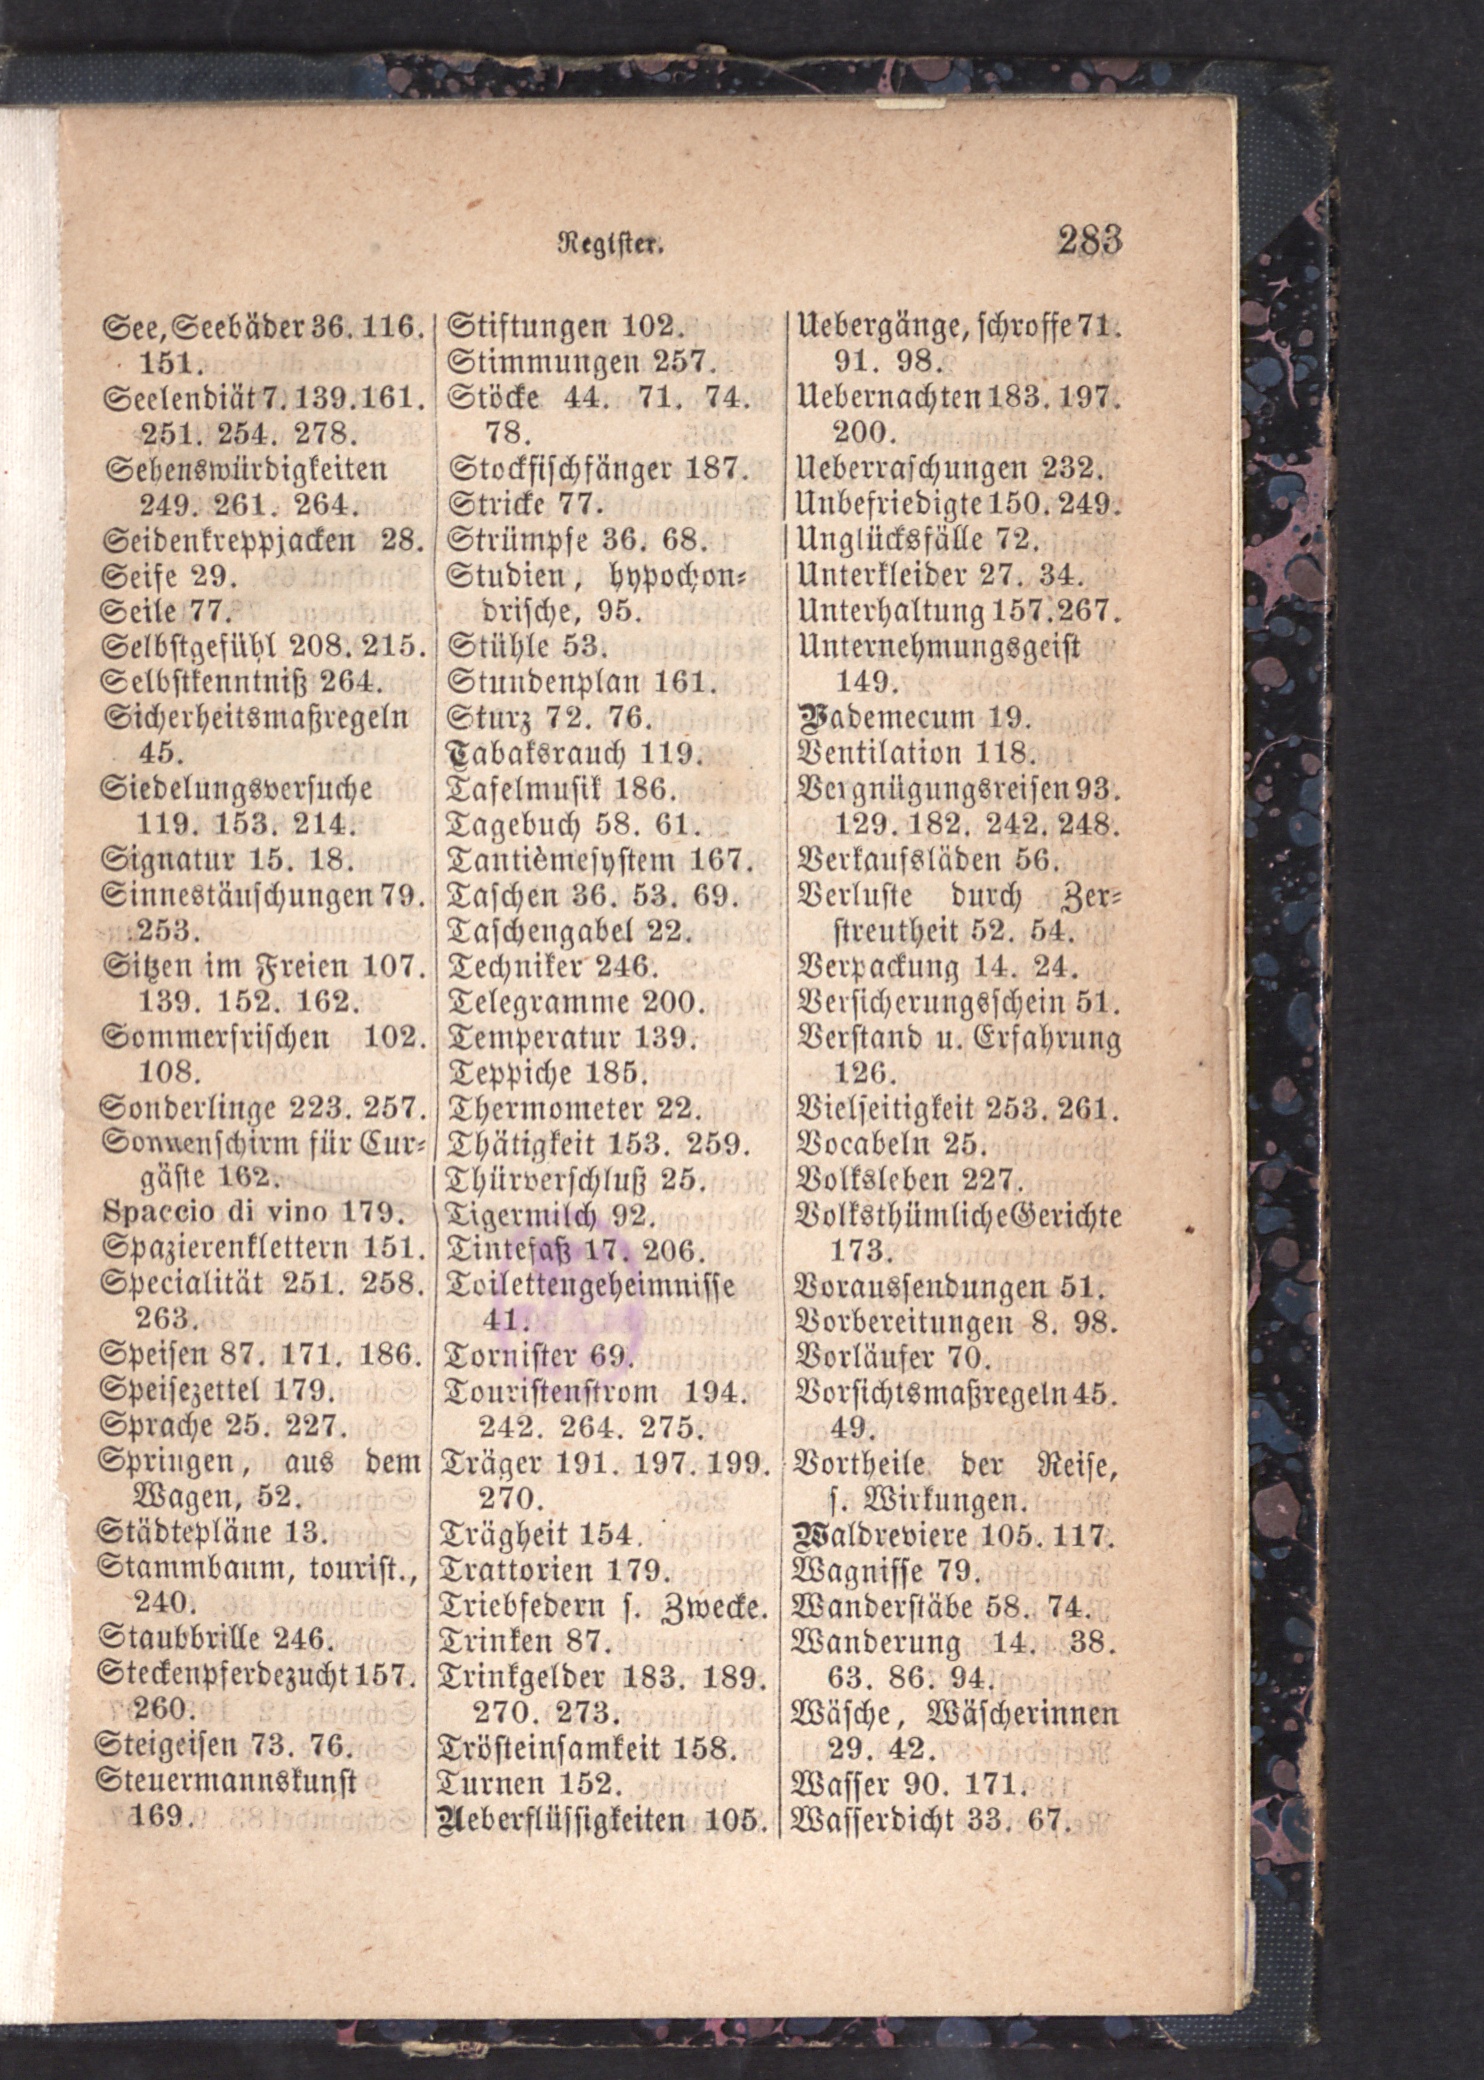 Register.
283
See, Seebäder 36. 116.
151.
Seelendiät 7. 139. 161.
251. 254. 278.
Sehenswürdigkeiten
249. 261. 264.
Seidenkreppjacken 28.
Seife 29.
Seile 77.
Selbstgefühl 208. 215.
Selbstkenntniß 264.
Sicherheitsmaßregeln
45.
Siedelungsversuche
119. 153. 214.
Signatur 15. 18.
Sinnestäuschungen 79.
253.
Sitzen im Freien 107.
139. 152. 162.
Sommerfrischen 102.
108.
Sonderlinge 223. 257.
Sonnenschirm für Cur-
gäste 162.
Spaccio di vino 179.
Spazierenklettern 151.
Specialität 251. 258.
263.
Speisen 87. 171. 186.
Speisezettel 179.
Sprache 25. 227.
Springen, aus dem
Wagen, 52.
Städtepläne 13.
Stammbaum, tourist.,
240.
Staubbrille 246.
Steckenpferdezucht 157.
260.
Steigeisen 73. 76.
Steuermannskunst
169.
Stiftungen 102.
Stimmungen 257.
Stöcke 44. 71. 74.
78.
Stockfischfänger 187.
Stricke 77.
Strümpfe 36. 68.
Studien, hypochon-
drische, 95.
Stühle 53.
Stundenplan 161.
Sturz 72. 76.
Tabaksrauch 119.
Tafelmusik 186.
Tagebuch 58. 61.
Tantièmesystem 167.
Taschen 36. 53. 69.
Taschengabel 22.
Techniker 246.
Telegramme 200.
Temperatur 139.
Teppiche 185.
Thermometer 22.
Thätigkeit 153. 259.
Thürverschluß 25.
Tigermilch 92.
Tintefaß 17. 206.
Toilettengeheimnisse
41.
Tornister 69.
Touristenstrom 194.
242. 264. 275.
Träger 191. 197. 199.
270.
Trägheit 154.
Trattorien 179.
Triebfedern s. Zwecke.
Trinken 87.
Trinkgelder 183. 189.
270. 273.
Trösteinsamkeit 158.
Turnen 152.
Ueberflüssigkeiten 105.
Uebergänge, schroffe 71.
91. 98.
Uebernachten 183. 197.
200.
Ueberraschungen 232.
Unbefriedigte 150. 249.
Unglücksfälle 72.
Unterkleider 27. 34.
Unterhaltung 157. 267.
Unternehmungsgeist
149.
Vademecum 19.
Ventilation 118.
Vergnügungsreisen 93.
129. 182. 242. 248.
Verkaufsläden 56.
Verluste durch Zer-
streutheit 52. 54.
Verpackung 14. 24.
Versicherungsschein 51.
Verstand u. Erfahrung
126.
Vielseitigkeit 253. 261.
Vocabeln 25.
Volksleben 227.
Volksthümliche Gerichte
173.
Voraussendungen 51.
Vorbereitungen 8. 98.
Vorläufer 70.
Vorsichtsmaßregeln 45.
49.
Vortheile der Reise,
s. Wirkungen.
Waldreviere 105. 117.
Wagnisse 79.
Wanderstäbe 58. 74.
Wanderung 14. 38.
63. 86. 94.
Wäsche, Wäscherinnen
29. 42.
Wasser 90. 171.
Wasserdicht 33. 67.